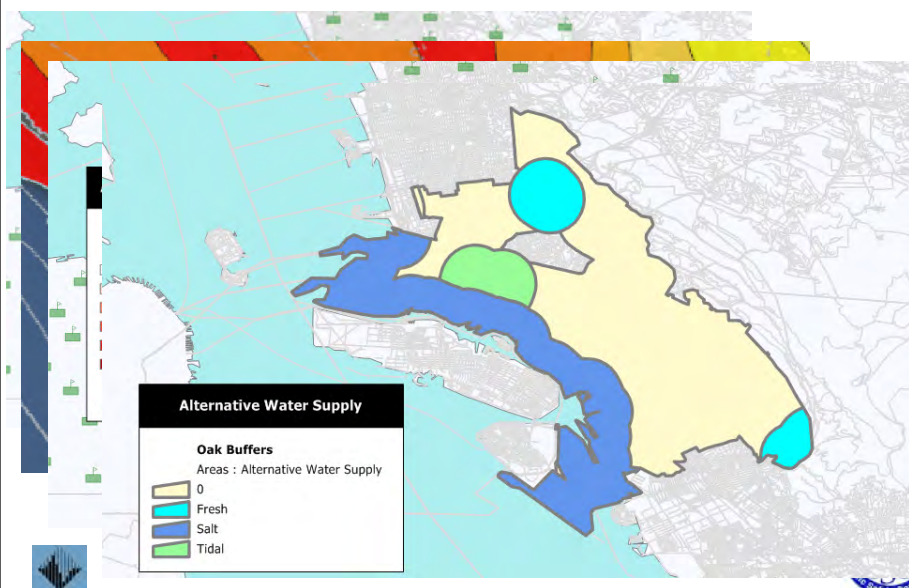 Alternative Water Supply
Oak Buffers
Areas : Alternative Water Supply
0
Fresh
Salt
Tidal